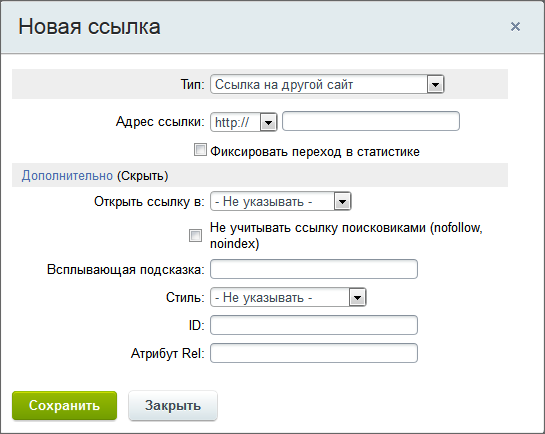 Новая ссылка
Тип: Ссылка на другой сайт
Адрес ссылки: http://
Фиксировать переход в статистике
Дополнительно (Скрыть)
Открыть ссылку в: - Не указывать -
Не учитывать ссылку поисковиками (nofollow,
noindex)
Всплывающая подсказка:
Стиль: - Не указывать -
ID:
Атрибут Rel:
Сохранить Закрыть